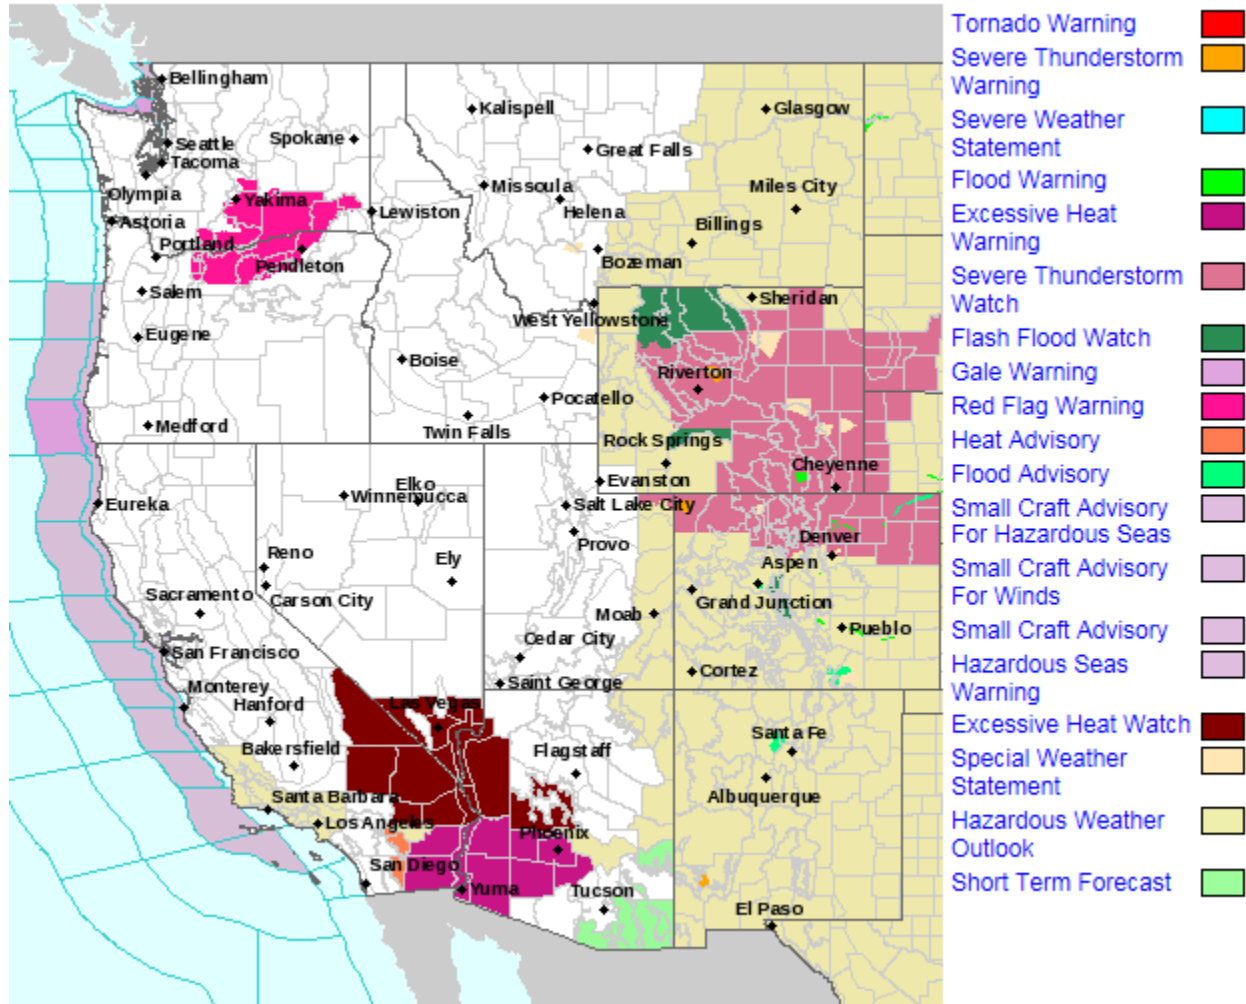 Bellingham
Kalispell
Glasgow
Spokane
Seattle
Great Falls
Tacoma
Missoula
Miles City
Olympia
Yakima
Helena
Lewiston
Astoria
Billings
Portland
Pendleton
Bozeman
Salem
Sheridan
West Yellowstone
Eugene
Boise
Riverton
Pocatello
Medford
Twin Falls
Rock Springs
Cheyenne
Elko
Evanston
Winnemucca
Eureka
Salt Lake City
Denver
Provo
Reno
Ely
Aspen
Sacramento
Carson City
Grand Junction
Moab
Pueblo
Cedar City
San Francisco
Cortez
Monterey
Saint George
Hanford
Las Vegas
Santa Fe
Bakersfield
Flagstaff
Santa Barbara
Albuquerque
Los Angeles
Phoenix
San Diego
Yuma
Tucson
El Paso
Tornado Warning
Severe Thunderstorm
Warning
Severe Weather
Statement
Flood Warning
Excessive Heat
Warning
Severe Thunderstorm
Watch
Flash Flood Watch
Gale Warning
Red Flag Warning
Heat Advisory
Flood Advisory
Small Craft Advisory
For Hazardous Seas
Small Craft Advisory
For Winds
Small Craft Advisory
Hazardous Seas
Warning
Excessive Heat Watch
Special Weather
Statement
Hazardous Weather
Outlook
Short Term Forecast